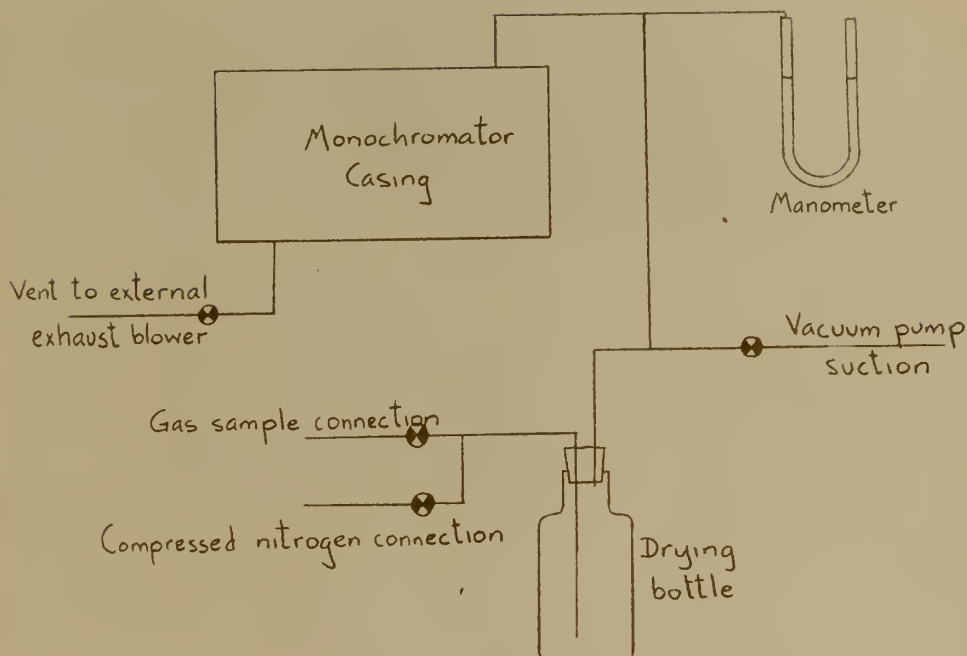 Monochromator
Casing
Manometer
Vent to external
exhaust blower
Vacuum pump
suction
Gas sample connection
Compressed nitrogen connection
Drying
bottle